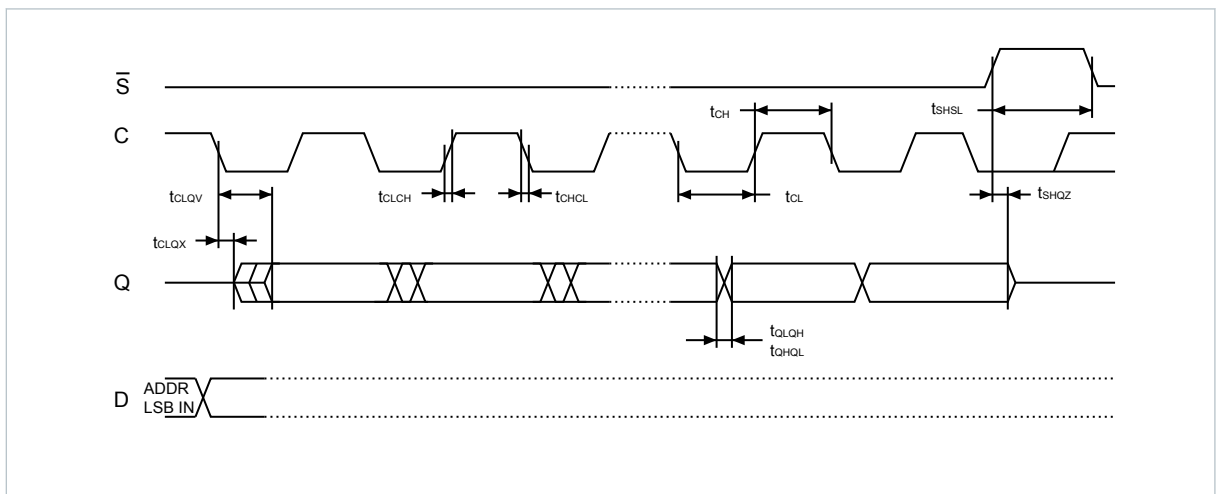 S̅
C
tCH
tSHSL
tCLQV
tCLCH
tCHCL
tCL
tSHQZ
tCLQX
Q
tQLQH
tQHQL
D
ADDR
LSB IN